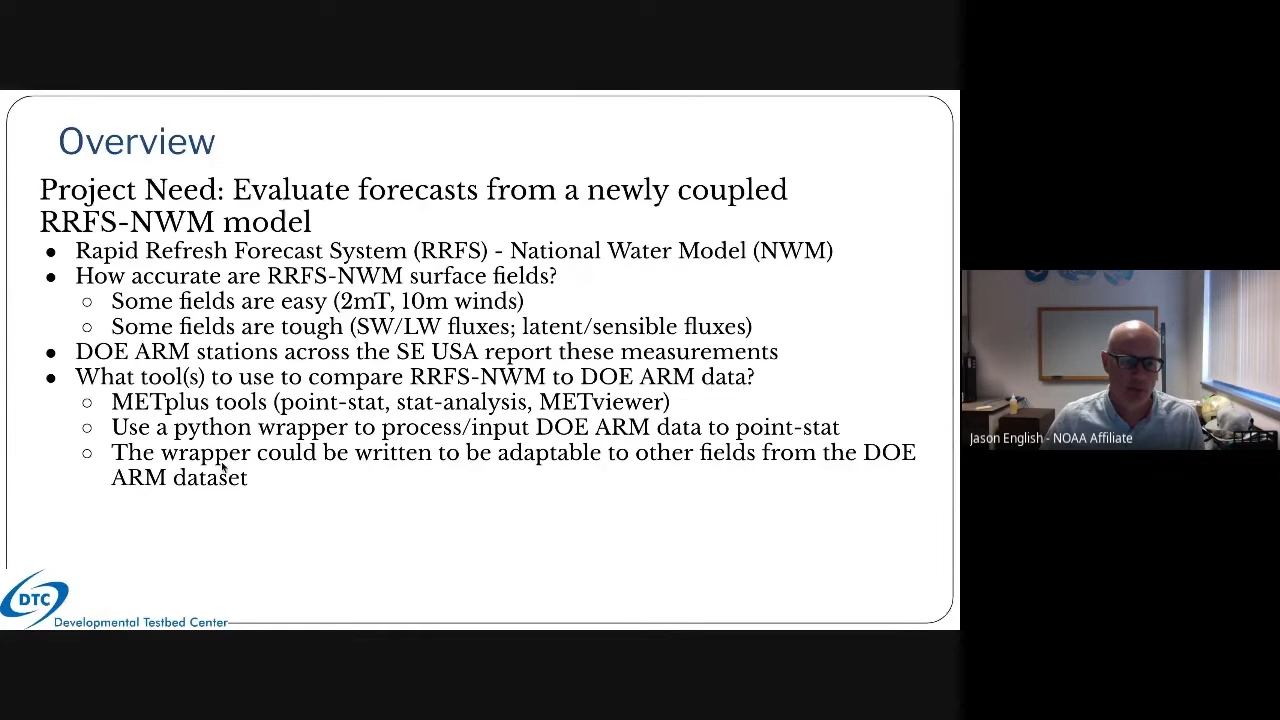 Overview
Project Need: Evaluate forecasts from a newly coupled
RRFS-NWM model
● Rapid Refresh Forecast System (RRFS) - National Water Model (NWM)
● How accurate are RRFS-NWM surface fields?
○ Some fields are easy (2mT, 10m winds)
○ Some fields are tough (SW/LW fluxes; latent/sensible fluxes)
● DOE ARM stations across the SE USA report these measurements
● What tool(s) to use to compare RRFS-NWM to DOE ARM data?
○ METplus tools (point-stat, stat-analysis, METviewer)
○ Use a python wrapper to process/input DOE ARM data to point-stat
○ The wrapper could be written to be adaptable to other fields from the DOE
ARM dataset
DTC
Developmental Testbed Center
Jason English - NOAA Affiliate